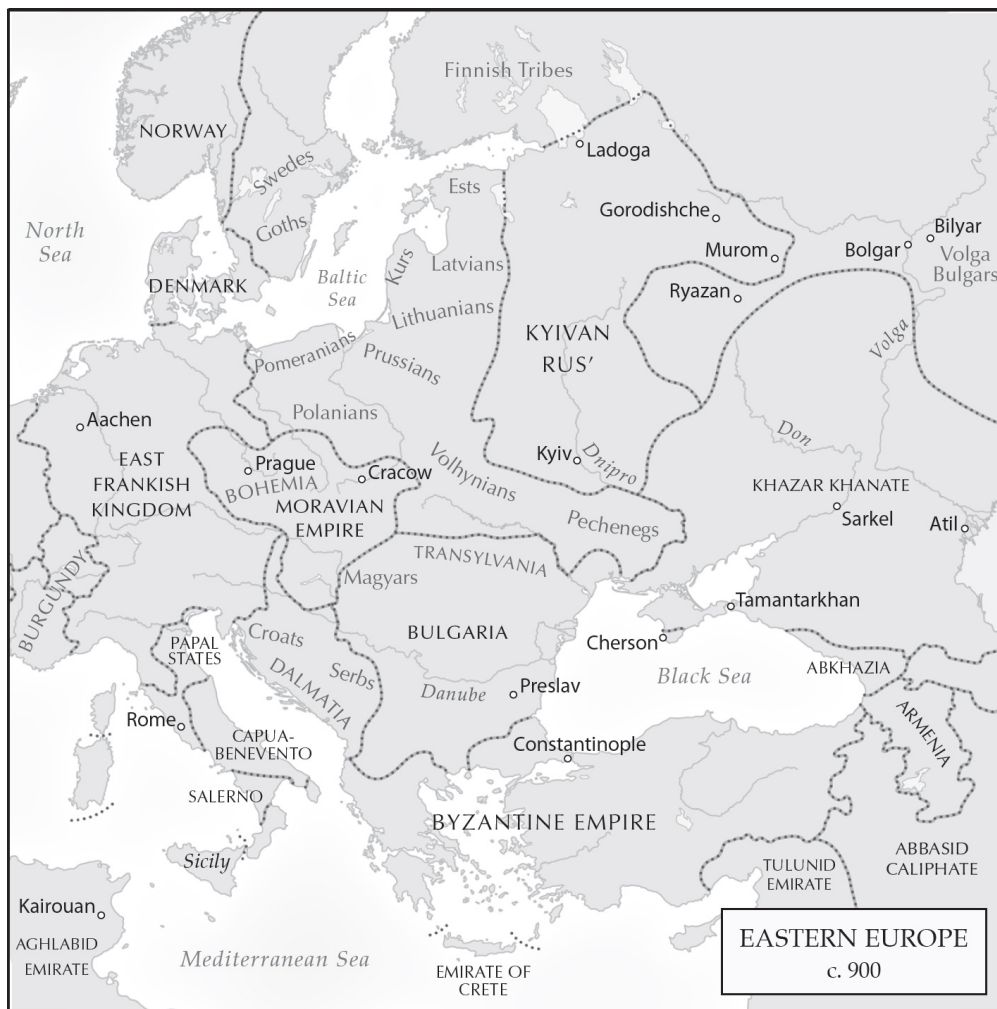 Finnish Tribes
NORWAY
Ladoga
Swedes
Ests
Gorodishche
Goths
North
Sea
Bilyar
Murom
Bolgar
Volga
Bulgars
Kurs
Latvians
Baltic
Sea
DENMARK
Ryazan
Lithuanians
KYIVAN
RUS’
Volga
Pomeranians
Prussians
Polanians
Aachen
Don
EAST
FRANKISH
KINGDOM
Prague
BOHEMIA
Cracow
Volhynians
Kyiv
Dnipro
MORAVIAN
EMPIRE
KHAZAR KHANATE
Sarkel
Atil
Pechenegs
TRANSYLVANIA
Magyars
BURGUNDY
Tamantarkhan
Croats
BULGARIA
Cherson
PAPAL
STATES
Serbs
ABKHAZIA
Black Sea
DALMATIA
Danube
Preslav
Rome
ARMENIA
CAPUA-
BENEVENTO
Constantinople
SALERNO
BYZANTINE EMPIRE
Sicily
ABBASID
CALIPHATE
TULUNID
EMIRATE
Kairouan
AGHLABID
EMIRATE
Mediterranean Sea
EMIRATE OF
CRETE
EASTERN EUROPE
c. 900